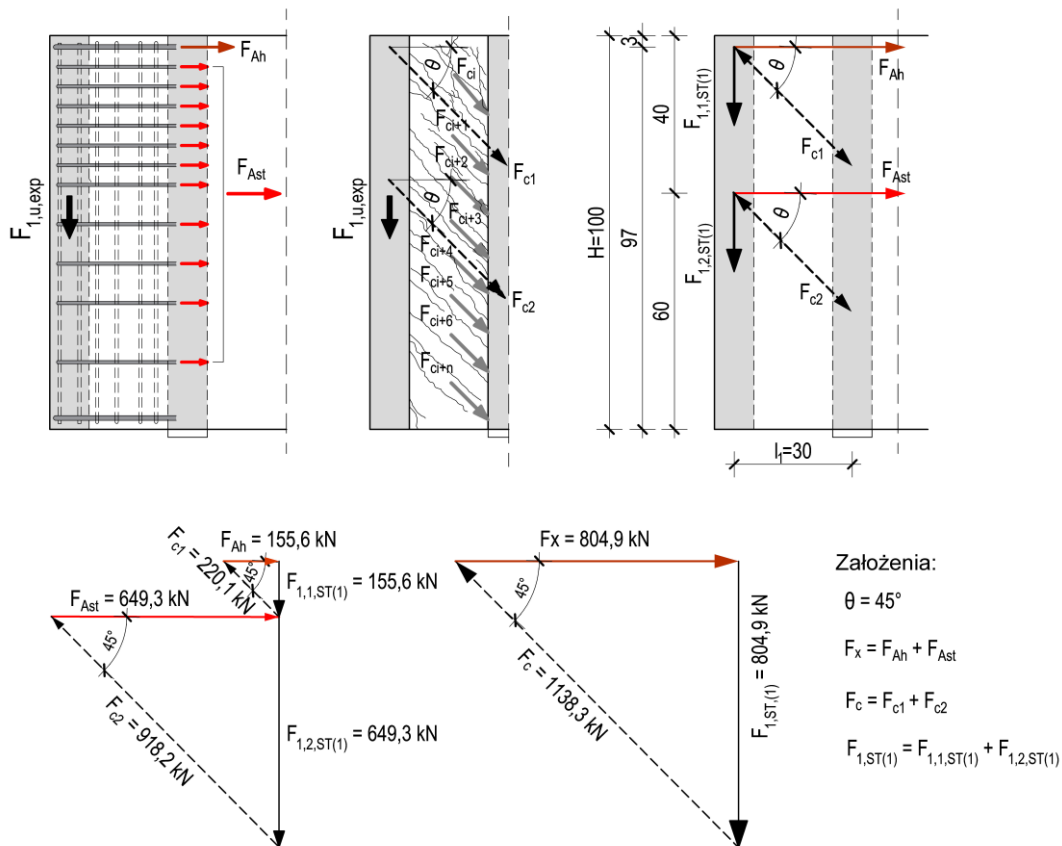 F_Ah
F_Ast
F_1,u,exp
θ
F_ci
F_ci+1
F_ci+2
F_c1
θ
F_ci+3
F_ci+4
F_c2
F_ci+5
F_ci+6
F_ci+n
F_1,u,exp
3
H=100
97
40
60
F_1,1,ST(1)
θ
F_Ah
F_c1
F_Ast
F_1,2,ST(1)
θ
F_c2
l_1=30
F_Ah = 155,6 kN
F_c1 = 220,1 kN
45°
F_1,1,ST(1) = 155,6 kN
F_Ast = 649,3 kN
45°
F_c2 = 918,2 kN
F_1,2,ST(1) = 649,3 kN
Fx = 804,9 kN
45°
F_c = 1138,3 kN
F_1,ST,(1) = 804,9 kN
Założenia:
θ = 45°
F_x = F_Ah + F_Ast
F_c = F_c1 + F_c2
F_1,ST(1) = F_1,1,ST(1) + F_1,2,ST(1)